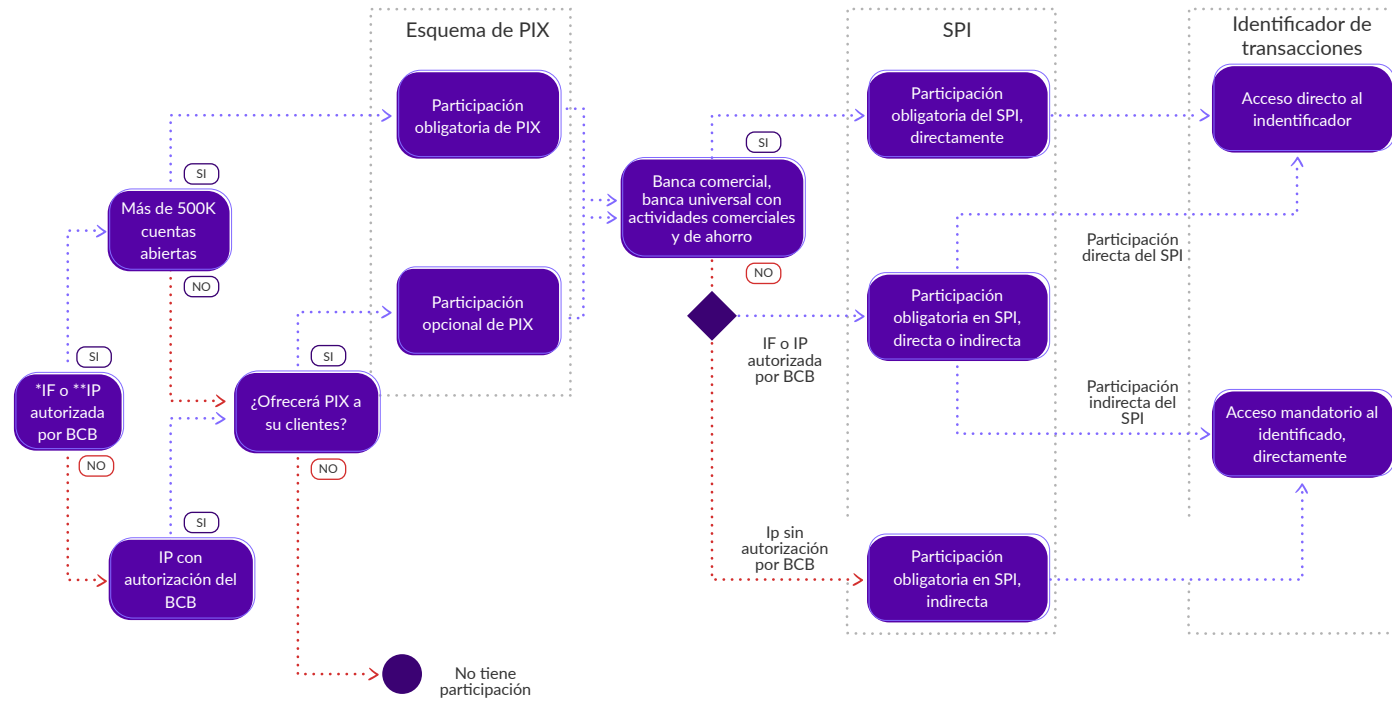 Esquema de PIX
SPI
Identificador de
transacciones
Participación
obligatoria de PIX
Participación
obligatoria del SPI,
directamente
Acceso directo al
indentificador
SI
Banca comercial,
banca universal con
actividades comerciales
y de ahorro
SI
Más de 500K
cuentas
abiertas
NO
NO
Participación
directa del SPI
Participación
opcional de PIX
Participación
obligatoria en SPI,
directa o indirecta
IF o IP
autorizada
por BCB
SI
SI
*IF o **IP
autorizada
por BCB
NO
¿Ofrecerá PIX a
su clientes?
NO
Participación
indirecta del
SPI
Acceso mandatorio al
identificado,
directamente
SI
IP con
autorización del
BCB
Ip sin
autorización
por BCB
Participación
obligatoria en SPI,
indirecta
No tiene
participación